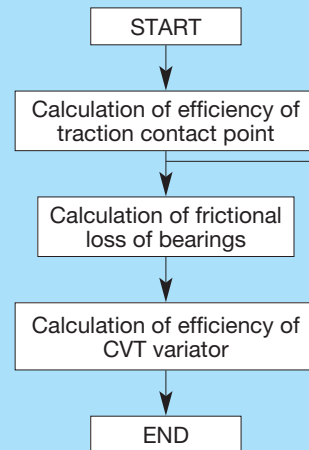 START
Calculation of efficiency of
traction contact point
Calculation of frictional
loss of bearings
Calculation of efficiency of
CVT variator
END